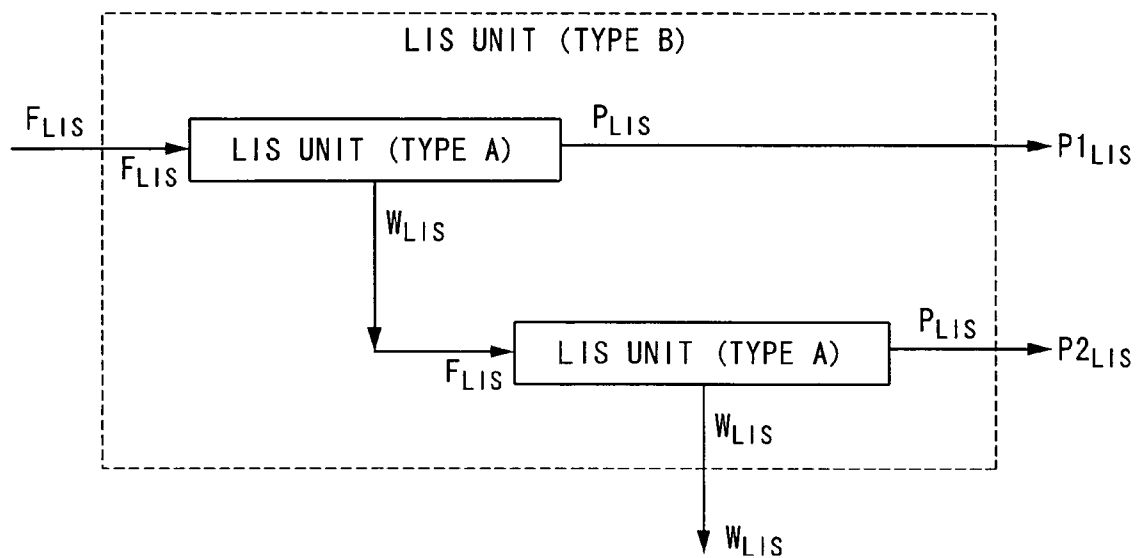 LIS UNIT (TYPE B)
F_LIS
P_LIS
LIS UNIT (TYPE A)
P1_LIS
F_LIS
W_LIS
P_LIS
LIS UNIT (TYPE A)
P2_LIS
F_LIS
W_LIS
W_LIS